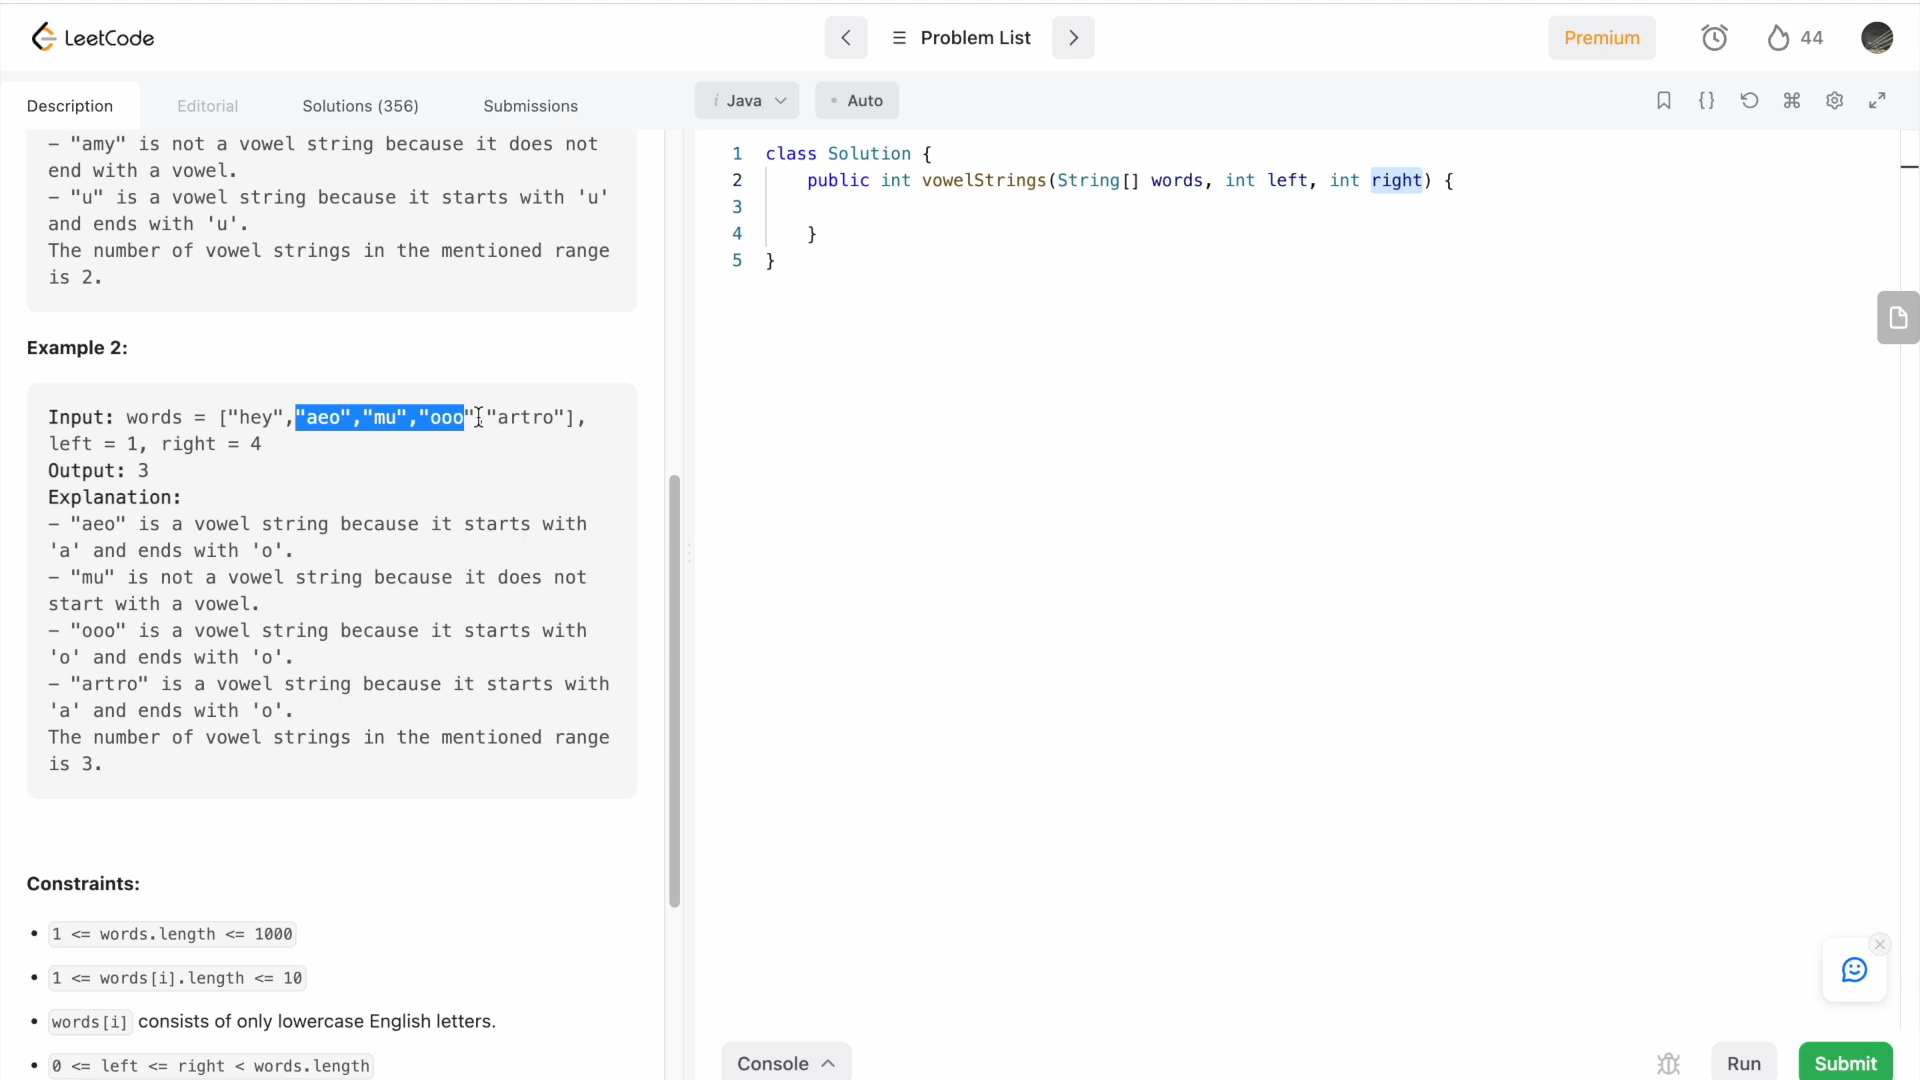 LeetCode
Problem List
Premium
44
Description
Editorial
Solutions (356)
Submissions
i Java
• Auto
- "amy" is not a vowel string because it does not
end with a vowel.
- "u" is a vowel string because it starts with 'u'
and ends with 'u'.
The number of vowel strings in the mentioned range
is 2.
Example 2:
Input: words = ["hey","aeo","mu","ooo","artro"],
left = 1, right = 4
Output: 3
Explanation:
- "aeo" is a vowel string because it starts with
'a' and ends with 'o'.
- "mu" is not a vowel string because it does not
start with a vowel.
- "ooo" is a vowel string because it starts with
'o' and ends with 'o'.
- "artro" is a vowel string because it starts with
'a' and ends with 'o'.
The number of vowel strings in the mentioned range
is 3.
Constraints:
• 1 <= words.length <= 1000
• 1 <= words[i].length <= 10
• words[i] consists of only lowercase English letters.
• 0 <= left <= right < words.length
1 class Solution {
2 public int vowelStrings(String[] words, int left, int right) {
3
4 }
5 }
Console
Run
Submit